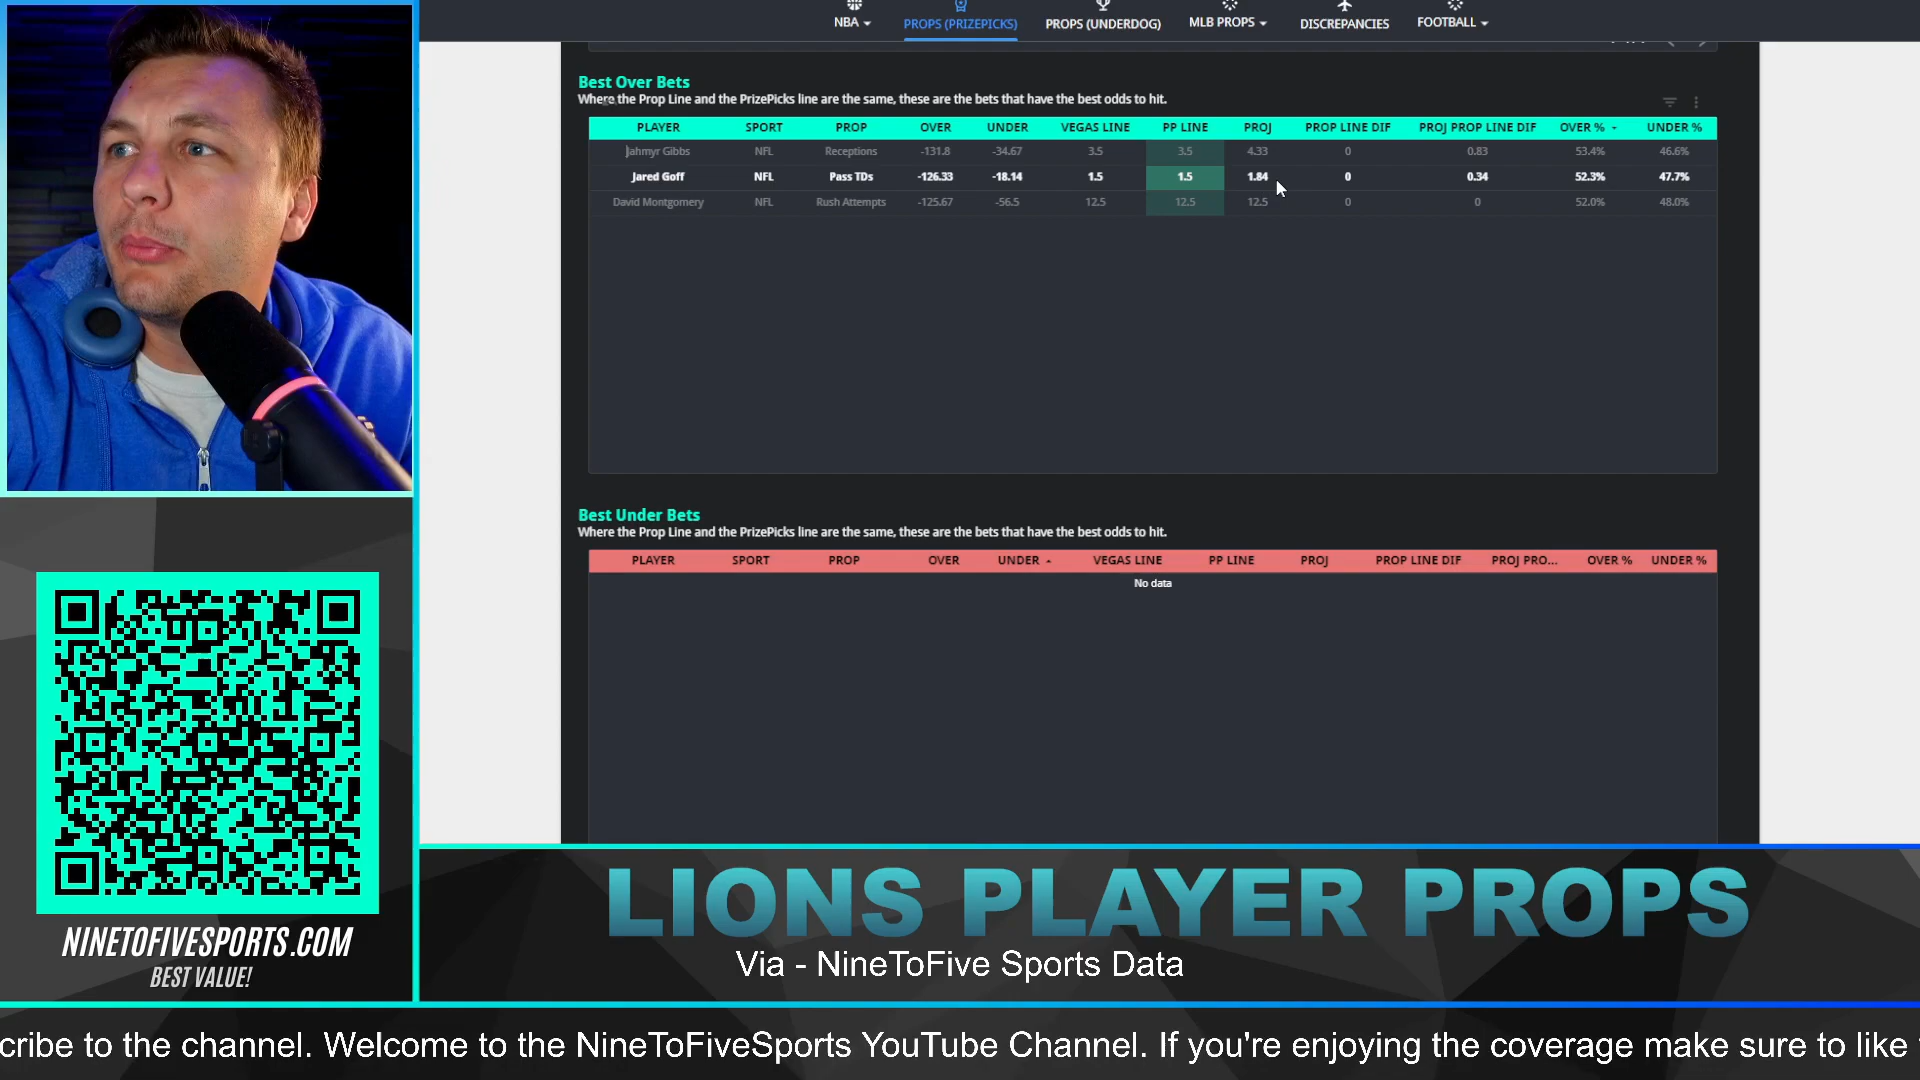 NBA
PROPS (PRIZEPICKS)
PROPS (UNDERDOG)
MLB PROPS
DISCREPANCIES
FOOTBALL
Best Over Bets
Where the Prop Line and the PrizePicks line are the same, these are the bets that have the best odds to hit.
PLAYER SPORT PROP OVER UNDER VEGAS LINE PP LINE PROJ PROP LINE DIF PROJ PROP LINE DIF OVER % UNDER %
Jahmyr Gibbs NFL Receptions -131.8 -34.67 3.5 3.5 4.33 0 0.83 53.4% 46.6%
Jared Goff NFL Pass TDs -126.33 -18.14 1.5 1.5 1.84 0 0.34 52.3% 47.7%
David Montgomery NFL Rush Attempts -125.67 -56.5 12.5 12.5 12.5 0 0 52.0% 48.0%
Best Under Bets
Where the Prop Line and the PrizePicks line are the same, these are the bets that have the best odds to hit.
PLAYER SPORT PROP OVER UNDER VEGAS LINE PP LINE PROJ PROP LINE DIF PROJ PRO... OVER % UNDER %
No data
NINETOFIVESPORTS.COM
BEST VALUE!
LIONS PLAYER PROPS
Via - NineToFive Sports Data
cribe to the channel. Welcome to the NineToFiveSports YouTube Channel. If you're enjoying the coverage make sure to like